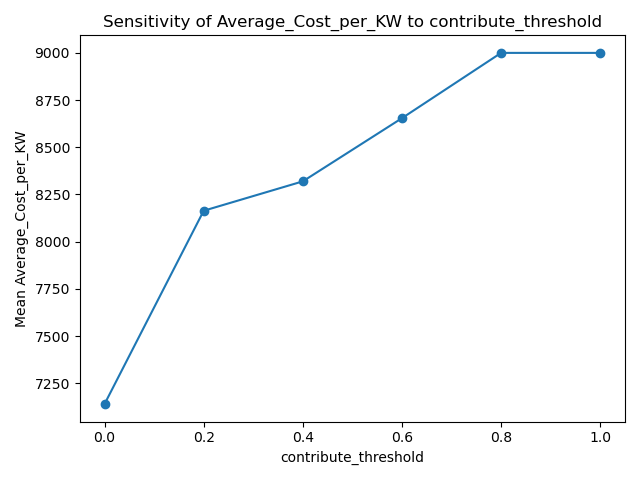 Sensitivity of Average_Cost_per_KW to contribute_threshold
Mean Average_Cost_per_KW
9000
8750
8500
8250
8000
7750
7500
7250
0.0 0.2 0.4 0.6 0.8 1.0
contribute_threshold